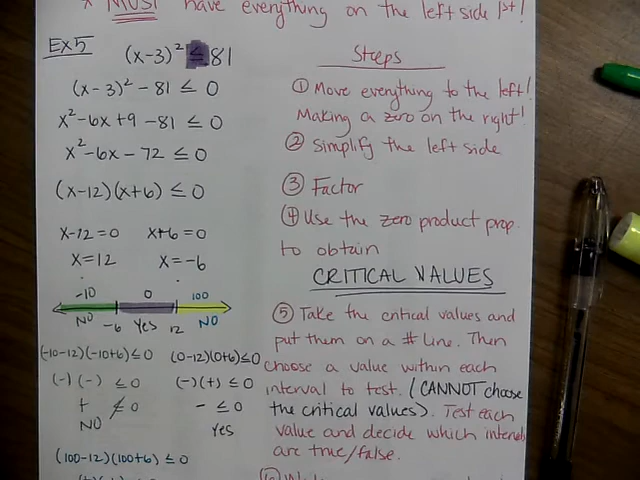 * MUST have everything on the left side 1st!
Ex 5 (x-3)² ≤ 81
(x-3)² - 81 ≤ 0
x² - 6x + 9 - 81 ≤ 0
x² - 6x - 72 ≤ 0
(x-12)(x+6) ≤ 0
x-12=0 x+6=0
x=12 x=-6
-10 0 100
NO -6 Yes 12 NO
(-10-12)(-10+6) ≤ 0 (0-12)(0+6) ≤ 0
(-)(-) ≤ 0 (-)(+) ≤ 0
+ ≰ 0 - ≤ 0
NO Yes
(100-12)(100+6) ≤ 0
Steps
① Move everything to the left!
Making a zero on the right!
② Simplify the left side
③ Factor
④ Use the zero product prop.
to obtain
CRITICAL VALUES
⑤ Take the critical values and
put them on a # line. Then
choose a value within each
interval to test. (CANNOT choose
the critical values). Test each
value and decide which intervals
are true/false.